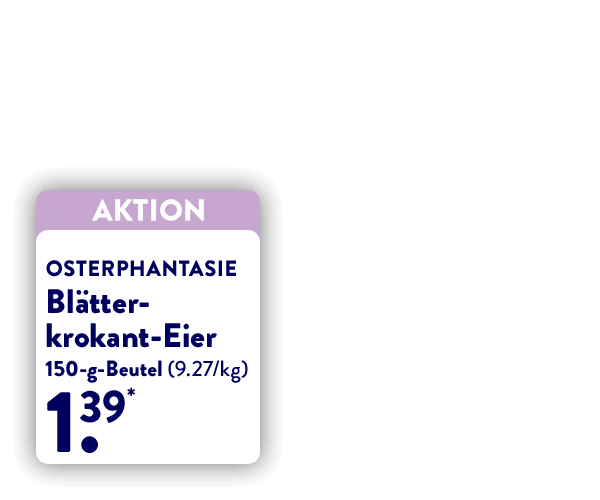 AKTION
OSTERPHANTASIE
Blätter-
krokant-Eier
150-g-Beutel (9.27/kg)
1.39*